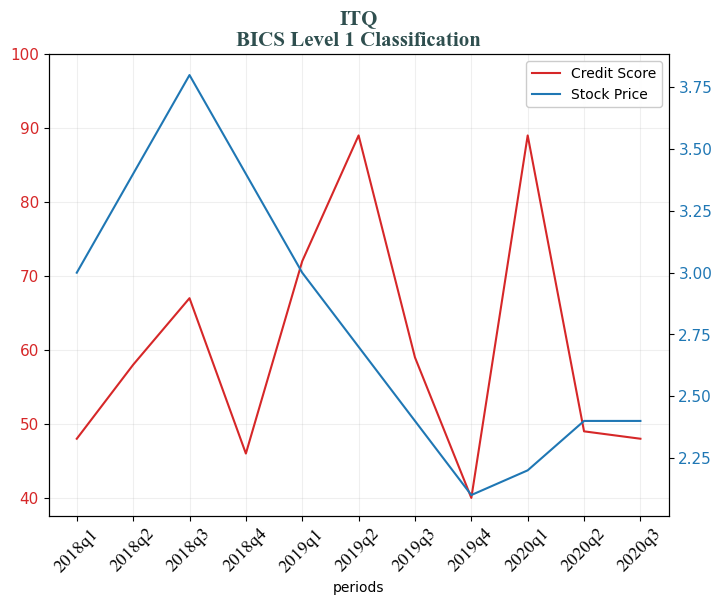 ITQ
BICS Level 1 Classification
Credit Score
Stock Price
100
90
80
70
60
50
40
3.75
3.50
3.25
3.00
2.75
2.50
2.25
2018q1
2018q2
2018q3
2018q4
2019q1
2019q2
2019q3
2019q4
2020q1
2020q2
2020q3
periods